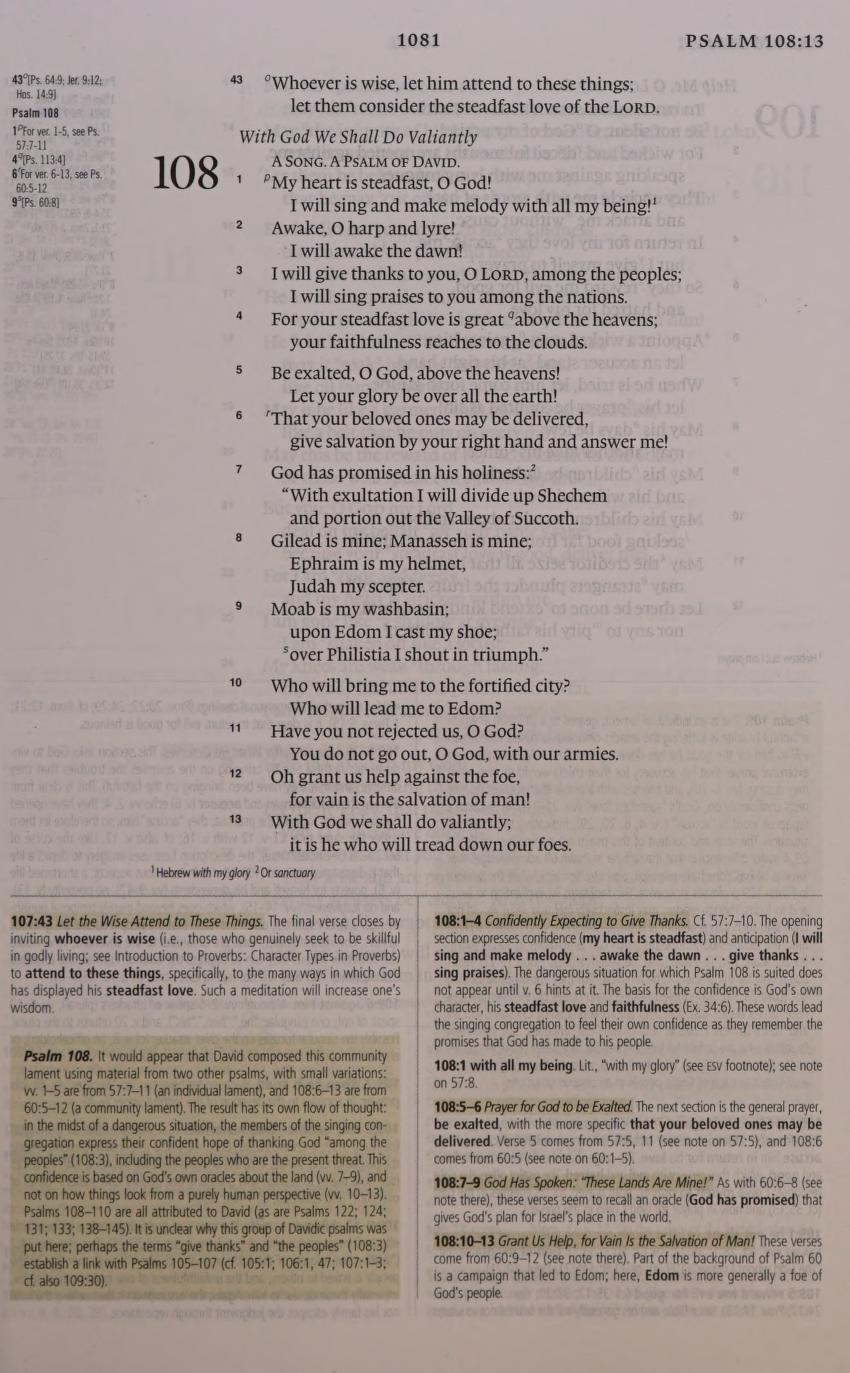 1081
PSALM 108:13
43°[Ps. 64:9; Jer. 9:12;
Hos. 14:9]
Psalm 108
1ᵖFor ver. 1-5, see Ps.
57:7-11
4ᑫ[Ps. 113:4]
6ʳFor ver. 6-13, see Ps.
60:5-12
9ˢ[Ps. 60:8]
43 °Whoever is wise, let him attend to these things;
let them consider the steadfast love of the LORD.
With God We Shall Do Valiantly
A SONG. A PSALM OF DAVID.
108
1 ᵖMy heart is steadfast, O God!
I will sing and make melody with all my being!¹
2 Awake, O harp and lyre!
I will awake the dawn!
3 I will give thanks to you, O LORD, among the peoples;
I will sing praises to you among the nations.
4 For your steadfast love is great ᑫabove the heavens;
your faithfulness reaches to the clouds.
5 Be exalted, O God, above the heavens!
Let your glory be over all the earth!
6 ʳThat your beloved ones may be delivered,
give salvation by your right hand and answer me!
7 God has promised in his holiness:²
“With exultation I will divide up Shechem
and portion out the Valley of Succoth.
8 Gilead is mine; Manasseh is mine;
Ephraim is my helmet,
Judah my scepter.
9 Moab is my washbasin;
upon Edom I cast my shoe;
ˢover Philistia I shout in triumph.”
10 Who will bring me to the fortified city?
Who will lead me to Edom?
11 Have you not rejected us, O God?
You do not go out, O God, with our armies.
12 Oh grant us help against the foe,
for vain is the salvation of man!
13 With God we shall do valiantly;
it is he who will tread down our foes.
¹ Hebrew with my glory ² Or sanctuary
107:43 Let the Wise Attend to These Things. The final verse closes by
inviting whoever is wise (i.e., those who genuinely seek to be skillful
in godly living; see Introduction to Proverbs: Character Types in Proverbs)
to attend to these things, specifically, to the many ways in which God
has displayed his steadfast love. Such a meditation will increase one's
wisdom.
Psalm 108. It would appear that David composed this community
lament using material from two other psalms, with small variations:
vv. 1–5 are from 57:7–11 (an individual lament), and 108:6–13 are from
60:5–12 (a community lament). The result has its own flow of thought:
in the midst of a dangerous situation, the members of the singing con-
gregation express their confident hope of thanking God “among the
peoples” (108:3), including the peoples who are the present threat. This
confidence is based on God's own oracles about the land (vv. 7–9), and
not on how things look from a purely human perspective (vv. 10–13).
Psalms 108–110 are all attributed to David (as are Psalms 122; 124;
131; 133; 138–145). It is unclear why this group of Davidic psalms was
put here; perhaps the terms “give thanks” and “the peoples” (108:3)
establish a link with Psalms 105–107 (cf. 105:1; 106:1, 47; 107:1–3;
cf. also 109:30).
108:1–4 Confidently Expecting to Give Thanks. Cf. 57:7–10. The opening
section expresses confidence (my heart is steadfast) and anticipation (I will
sing and make melody . . . awake the dawn . . . give thanks . . .
sing praises). The dangerous situation for which Psalm 108 is suited does
not appear until v. 6 hints at it. The basis for the confidence is God's own
character, his steadfast love and faithfulness (Ex. 34:6). These words lead
the singing congregation to feel their own confidence as they remember the
promises that God has made to his people.
108:1 with all my being. Lit., “with my glory” (see ESV footnote); see note
on 57:8.
108:5–6 Prayer for God to be Exalted. The next section is the general prayer,
be exalted, with the more specific that your beloved ones may be
delivered. Verse 5 comes from 57:5, 11 (see note on 57:5), and 108:6
comes from 60:5 (see note on 60:1–5).
108:7–9 God Has Spoken: “These Lands Are Mine!” As with 60:6–8 (see
note there), these verses seem to recall an oracle (God has promised) that
gives God's plan for Israel's place in the world.
108:10–13 Grant Us Help, for Vain Is the Salvation of Man! These verses
come from 60:9–12 (see note there). Part of the background of Psalm 60
is a campaign that led to Edom; here, Edom is more generally a foe of
God's people.